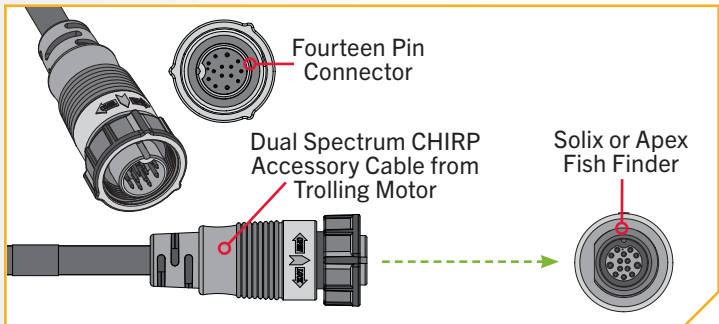 Fourteen Pin
Connector
Dual Spectrum CHIRP
Accessory Cable from
Trolling Motor
Solix or Apex
Fish Finder